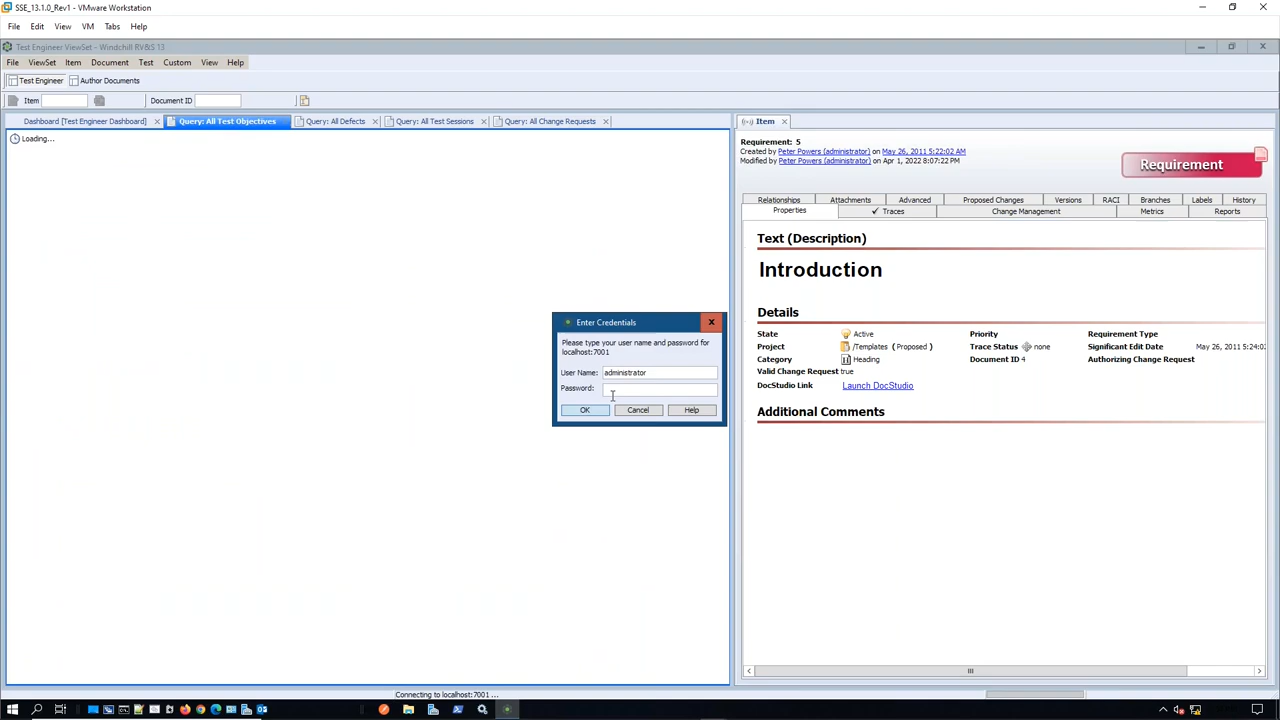 SSE_13.1.0_Rev1 - VMware Workstation
File Edit View VM Tabs Help
Test Engineer ViewSet - Windchill RV&S 13
File ViewSet Item Document Test Custom View Help
Test Engineer Author Documents
Item Document ID
Dashboard [Test Engineer Dashboard] Query: All Test Objectives Query: All Defects Query: All Test Sessions Query: All Change Requests
Loading...
Item
Requirement: 5
Created by Peter Powers (administrator) on May 26, 2011 5:22:02 AM
Modified by Peter Powers (administrator) on Apr 1, 2022 8:07:22 PM
Requirement
Relationships Attachments Advanced Proposed Changes Versions RACI Branches Labels History
Properties Traces Change Management Metrics Reports
Text (Description)
Introduction
Details
State Active Priority Requirement Type
Project /Templates ( Proposed ) Trace Status none Significant Edit Date May 26, 2011 5:24:0
Category Heading Document ID 4 Authorizing Change Request
Valid Change Request true
DocStudio Link Launch DocStudio
Additional Comments
Enter Credentials
Please type your user name and password for
localhost:7001
User Name: administrator
Password:
OK Cancel Help
Connecting to localhost:7001 ...